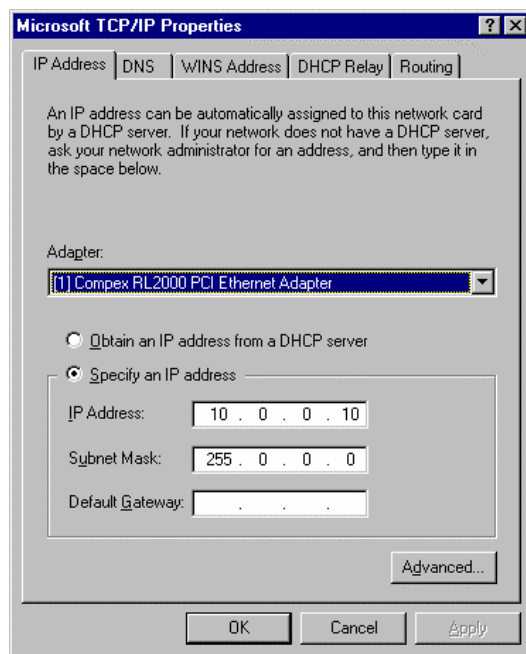 Microsoft TCP/IP Properties
IP Address DNS WINS Address DHCP Relay Routing
An IP address can be automatically assigned to this network card
by a DHCP server. If your network does not have a DHCP server,
ask your network administrator for an address, and then type it in
the space below.
Adapter:
[1] Compex RL2000 PCI Ethernet Adapter
Obtain an IP address from a DHCP server
Specify an IP address
IP Address: 10 . 0 . 0 . 10
Subnet Mask: 255 . 0 . 0 . 0
Default Gateway: . . .
Advanced...
OK Cancel Apply